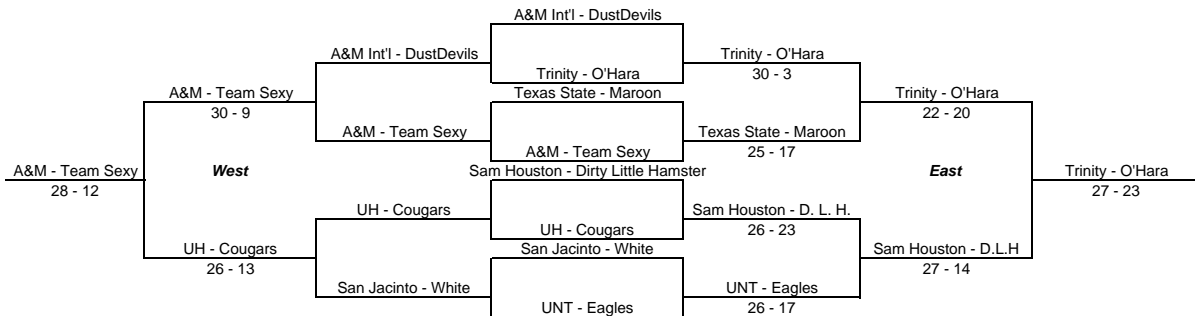 A&M Int'l - DustDevils
A&M Int'l - DustDevils
Trinity - O'Hara
Trinity - O'Hara
30 - 3
A&M - Team Sexy
30 - 9
Texas State - Maroon
Trinity - O'Hara
22 - 20
A&M - Team Sexy
A&M - Team Sexy
Texas State - Maroon
25 - 17
A&M - Team Sexy
28 - 12
West
Sam Houston - Dirty Little Hamster
East
Trinity - O'Hara
27 - 23
UH - Cougars
UH - Cougars
Sam Houston - D. L. H.
26 - 23
UH - Cougars
26 - 13
San Jacinto - White
Sam Houston - D.L.H
27 - 14
San Jacinto - White
UNT - Eagles
UNT - Eagles
26 - 17